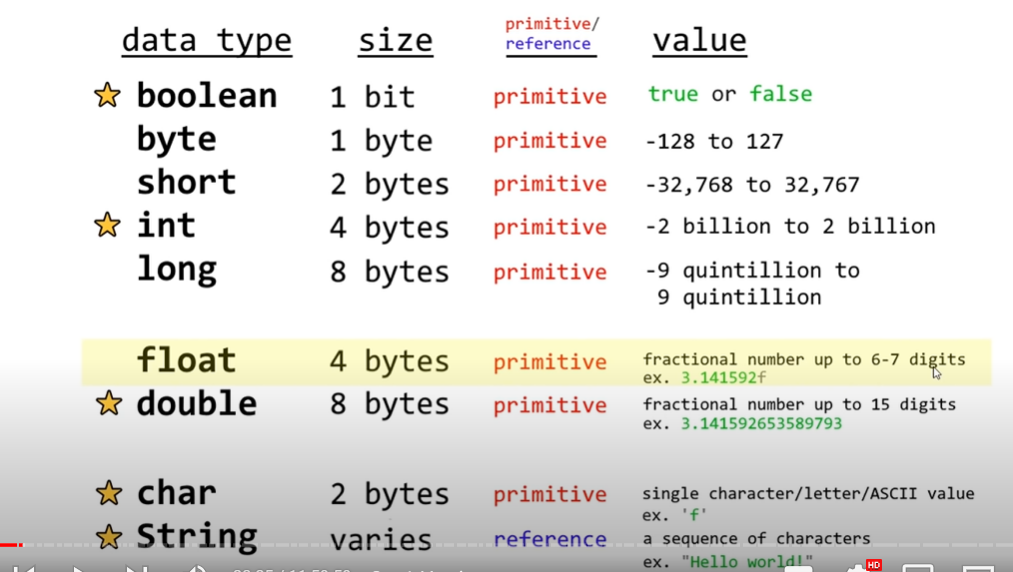 data type size primitive/ reference value
boolean 1 bit primitive true or false
byte 1 byte primitive -128 to 127
short 2 bytes primitive -32,768 to 32,767
int 4 bytes primitive -2 billion to 2 billion
long 8 bytes primitive -9 quintillion to
9 quintillion
float 4 bytes primitive fractional number up to 6-7 digits
ex. 3.141592f
double 8 bytes primitive fractional number up to 15 digits
ex. 3.141592653589793
char 2 bytes primitive single character/letter/ASCII value
ex. 'f'
String varies reference a sequence of characters
ex. "Hello world!"
HD